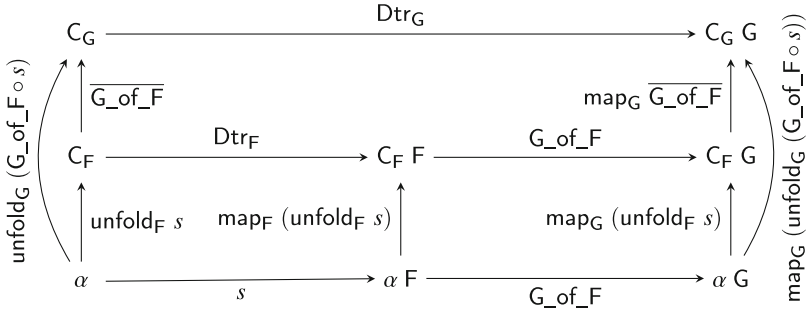 Dtr_G
C_G C_G G
unfold_G (G_of_F ∘ s)
\overline{G_of_F} map_G \overline{G_of_F}
map_G (unfold_G (G_of_F ∘ s))
Dtr_F G_of_F
C_F C_F F C_F G
unfold_F s map_F (unfold_F s) map_G (unfold_F s)
α α F α G
s G_of_F